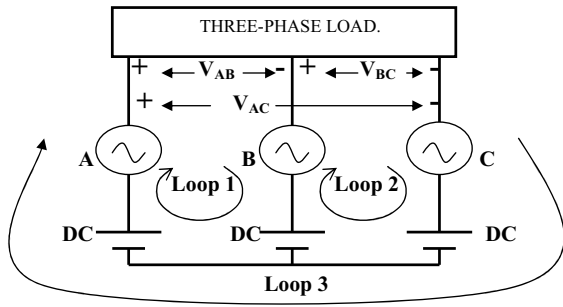 THREE-PHASE LOAD.
+ V_AB - + V_BC -
+ V_AC -
A B C
Loop 1 Loop 2
DC DC DC
Loop 3